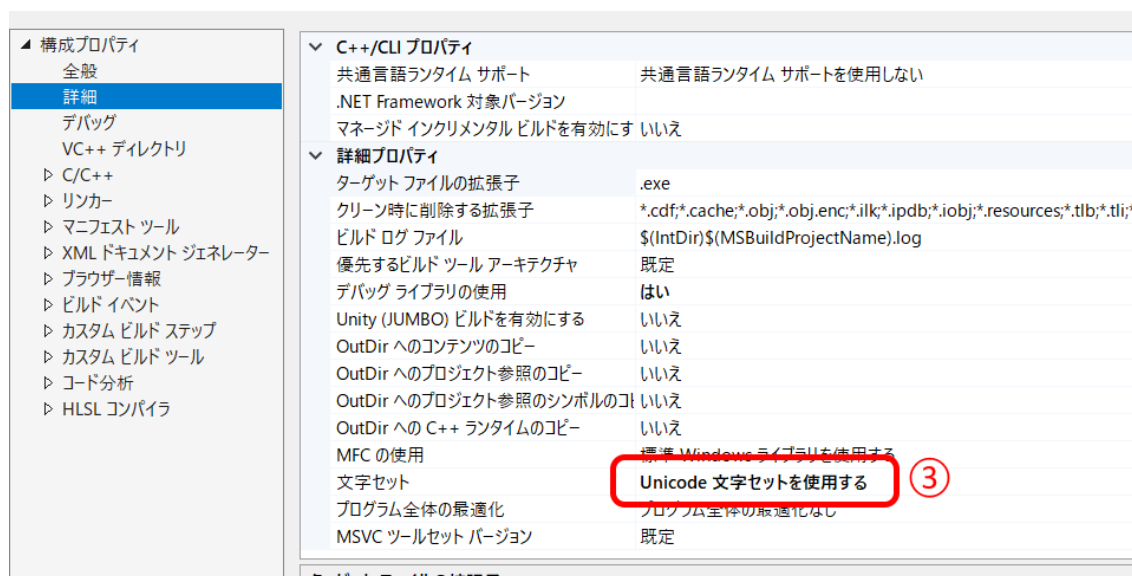 構成プロパティ
全般
詳細
デバッグ
VC++ ディレクトリ
C/C++
リンカー
マニフェスト ツール
XML ドキュメント ジェネレーター
ブラウザー情報
ビルド イベント
カスタム ビルド ステップ
カスタム ビルド ツール
コード分析
HLSL コンパイラ
C++/CLI プロパティ
共通言語ランタイム サポート 共通言語ランタイム サポートを使用しない
.NET Framework 対象バージョン
マネージド インクリメンタル ビルドを有効にす いいえ
詳細プロパティ
ターゲット ファイルの拡張子 .exe
クリーン時に削除する拡張子 *.cdf;*.cache;*.obj;*.obj.enc;*.ilk;*.ipdb;*.iobj;*.resources;*.tlb;*.tli;*
ビルド ログ ファイル $(IntDir)$(MSBuildProjectName).log
優先するビルド ツール アーキテクチャ 既定
デバッグ ライブラリの使用 はい
Unity (JUMBO) ビルドを有効にする いいえ
OutDir へのコンテンツのコピー いいえ
OutDir へのプロジェクト参照のコピー いいえ
OutDir へのプロジェクト参照のシンボルのコピ いいえ
OutDir への C++ ランタイムのコピー いいえ
MFC の使用 標準 Windows ライブラリを使用する
文字セット Unicode 文字セットを使用する ③
プログラム全体の最適化 プログラム全体の最適化なし
MSVC ツールセット バージョン 既定